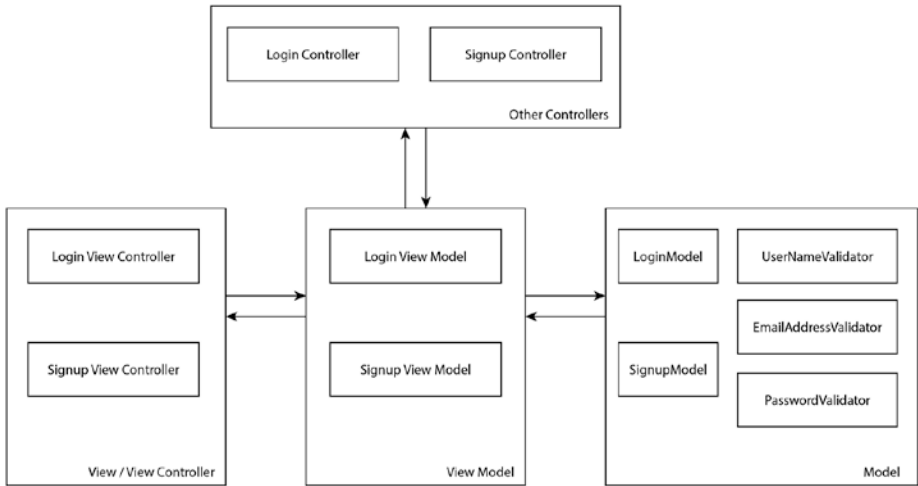 Login Controller
Signup Controller
Other Controllers
Login View Controller
Signup View Controller
View / View Controller
Login View Model
Signup View Model
View Model
LoginModel
UserNameValidator
EmailAddressValidator
SignupModel
PasswordValidator
Model